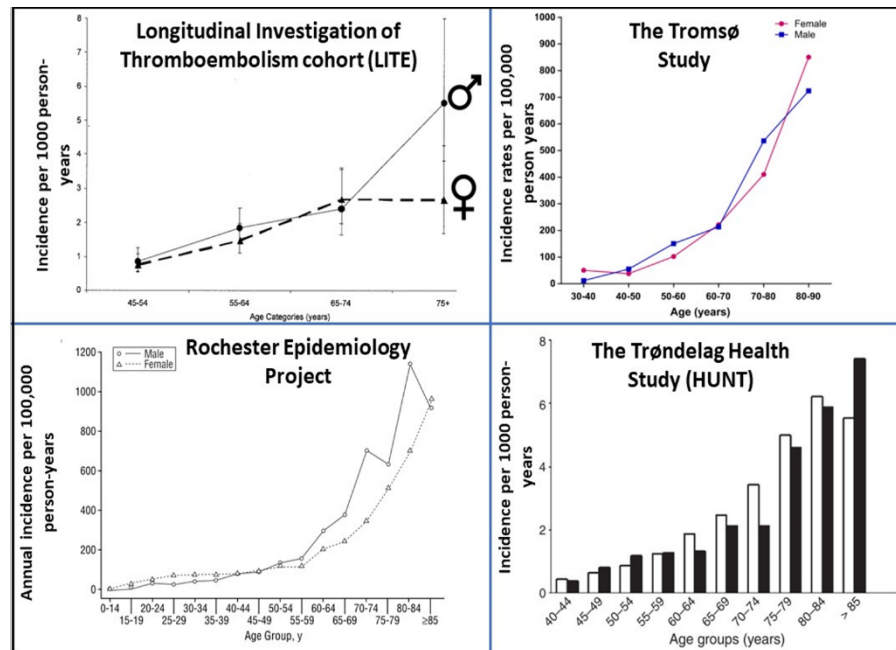 Longitudinal Investigation of
Thromboembolism cohort (LITE)
Incidence per 1000 person-
years
8
7
6
5
4
3
2
1
0
45-54
55-64
65-74
75+
Age Categories (years)
The Tromsø
Study
Female
Male
Incidence rates per 100,000
person years
1000
900
800
700
600
500
400
300
200
100
0
30-40
40-50
50-60
60-70
70-80
80-90
Age (years)
Rochester Epidemiology
Project
Male
Female
Annual incidence per 100,000
person-years
1200
1000
800
600
400
200
0
0-14
20-24
30-34
40-44
50-54
60-64
70-74
80-84
15-19
25-29
35-39
45-49
55-59
65-69
75-79
≥85
Age Group, y
The Trøndelag Health
Study (HUNT)
Incidence per 1000 person-
years
8
6
4
2
0
40–44
45–49
50–54
55–59
60–64
65–69
70–74
75–79
80–84
> 85
Age groups (years)